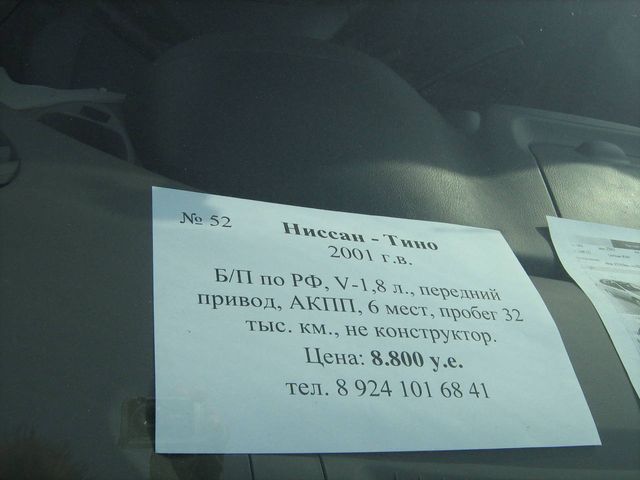 № 52
Ниссан - Тино
2001 г.в.
Б/П по РФ, V-1,8 л., передний
привод, АКПП, 6 мест, пробег 32
тыс. км., не конструктор.
Цена: 8.800 у.е.
тел. 8 924 101 68 41